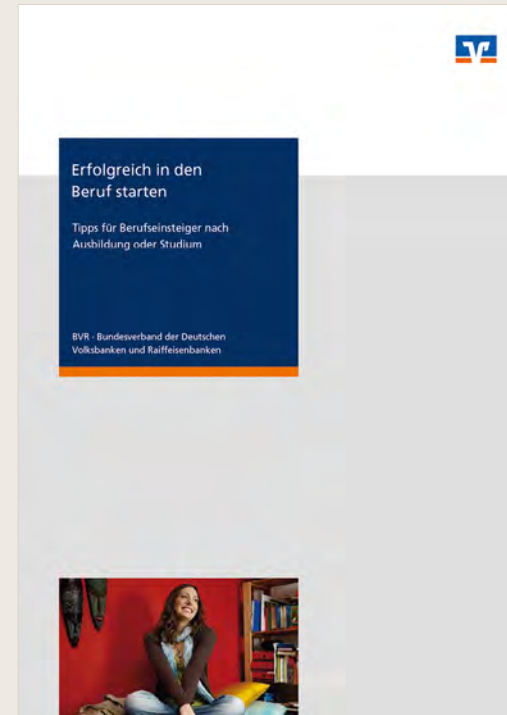 Erfolgreich in den
Beruf starten
Tipps für Berufseinsteiger nach
Ausbildung oder Studium
BVR · Bundesverband der Deutschen
Volksbanken und Raiffeisenbanken